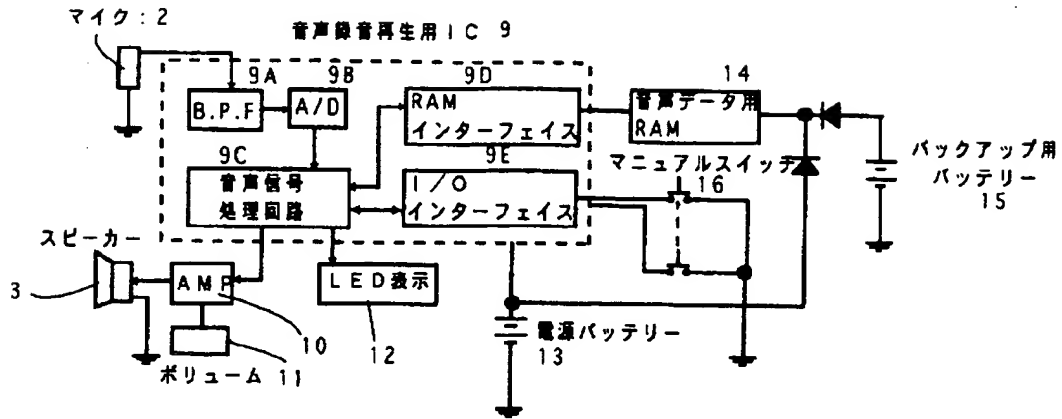 マイク:2
音声録音再生用IC 9
9A
9B
9D
14
B.P.F
A/D
RAM
インターフェイス
音声データ用
RAM
9C
9E
マニュアルスイッチ
16
バックアップ用
バッテリー
15
音声信号
処理回路
I/O
インターフェイス
スピーカー
3
AMP
LED表示
10
12
電源バッテリー
13
ボリューム 11